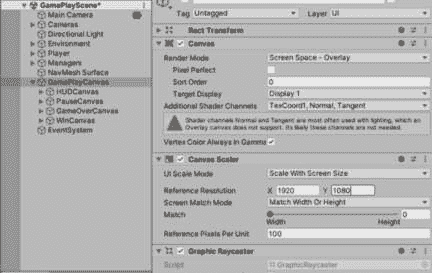 GamePlayScene*
Main Camera
Cameras
Directional Light
Environment
Player
Managers
NavMesh Surface
GamePlayCanvas
HUDCanvas
PauseCanvas
GameOverCanvas
WinCanvas
EventSystem
Tag Untagged Layer UI
Rect Transform
Canvas
Render Mode Screen Space - Overlay
Pixel Perfect
Sort Order 0
Target Display Display 1
Additional Shader Channels TexCoord1, Normal, Tangent
Shader channels Normal and Tangent are most often used with lighting, which an
Overlay canvas does not support. Its likely these channels are not needed.
Vertex Color Always In Gamma
Canvas Scaler
UI Scale Mode Scale With Screen Size
Reference Resolution X 1920 Y 1080
Screen Match Mode Match Width Or Height
Match 0
Width Height
Reference Pixels Per Unit 100
Graphic Raycaster
Script GraphicRaycaster